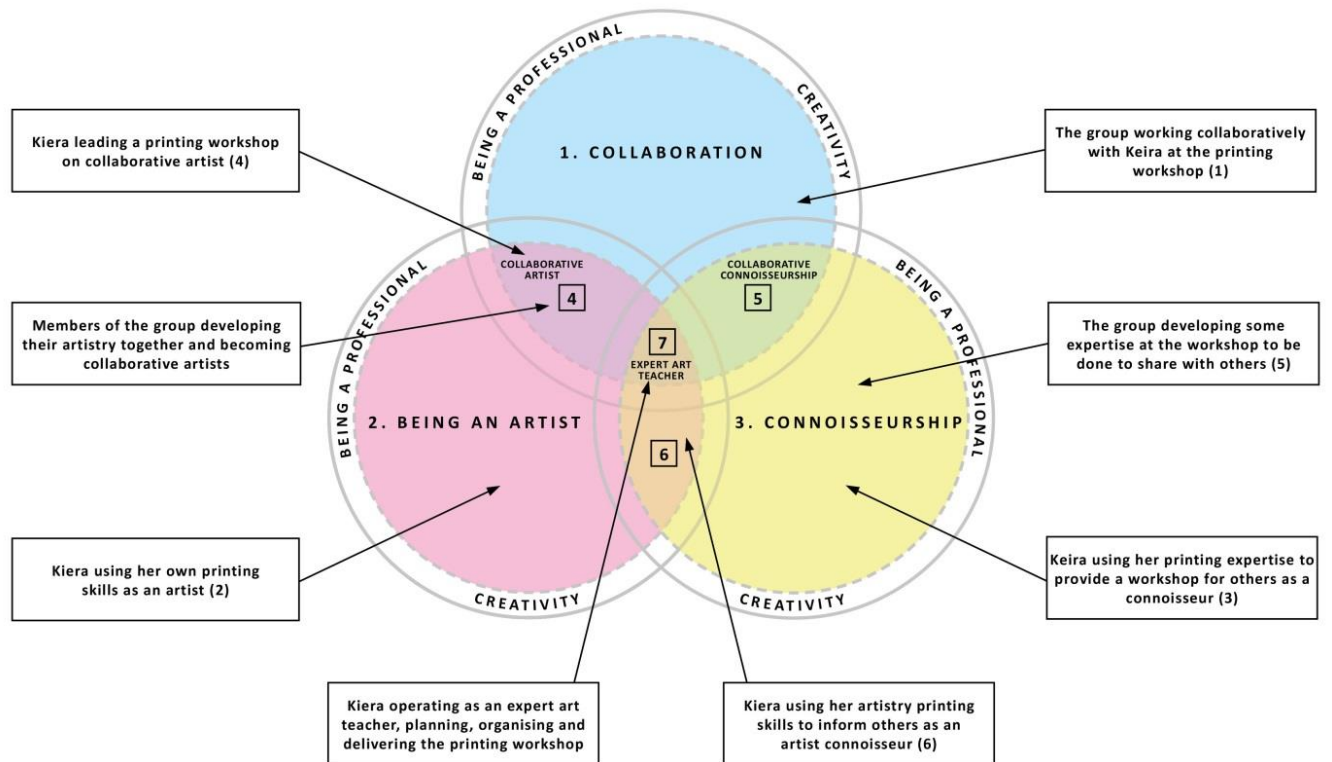 BEING A PROFESSIONAL
CREATIVITY
1. COLLABORATION
Kiera leading a printing workshop
on collaborative artist (4)
The group working collaboratively
with Keira at the printing
workshop (1)
COLLABORATIVE
ARTIST
4
COLLABORATIVE
CONNOISSEURSHIP
5
BEING A PROFESSIONAL
BEING A PROFESSIONAL
Members of the group developing
their artistry together and becoming
collaborative artists
7
EXPERT ART
TEACHER
The group developing some
expertise at the workshop to be
done to share with others (5)
BEING A PROFESSIONAL
2. BEING AN ARTIST
3. CONNOISSEURSHIP
6
Kiera using her own printing
skills as an artist (2)
Keira using her printing expertise to
provide a workshop for others as a
connoisseur (3)
CREATIVITY
CREATIVITY
Kiera operating as an expert art
teacher, planning, organising and
delivering the printing workshop
Kiera using her artistry printing
skills to inform others as an
artist connoisseur (6)